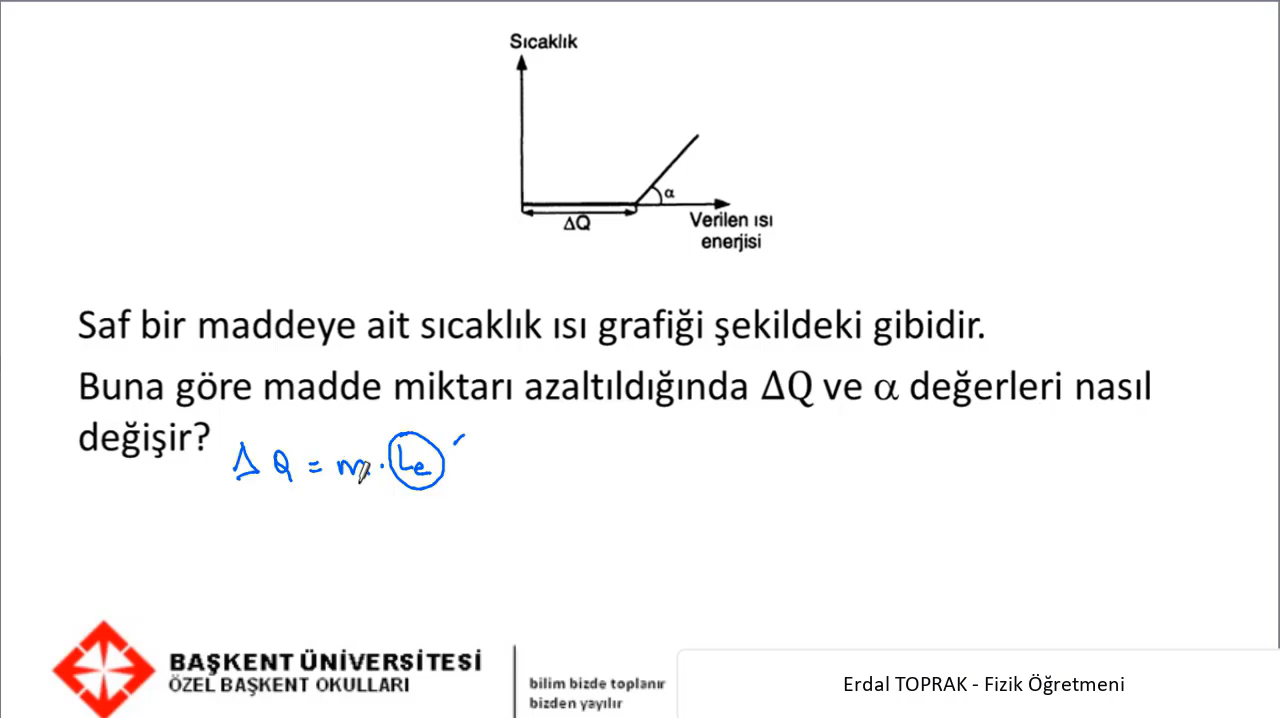 Sıcaklık
α
ΔQ
Verilen ısı
enerjisi
Saf bir maddeye ait sıcaklık ısı grafiği şekildeki gibidir.
Buna göre madde miktarı azaltıldığında ΔQ ve α değerleri nasıl
değişir?
Δ Q = m . Le
BAŞKENT ÜNİVERSİTESİ
ÖZEL BAŞKENT OKULLARI
bilim bizde toplanır
bizden yayılır
Erdal TOPRAK - Fizik Öğretmeni